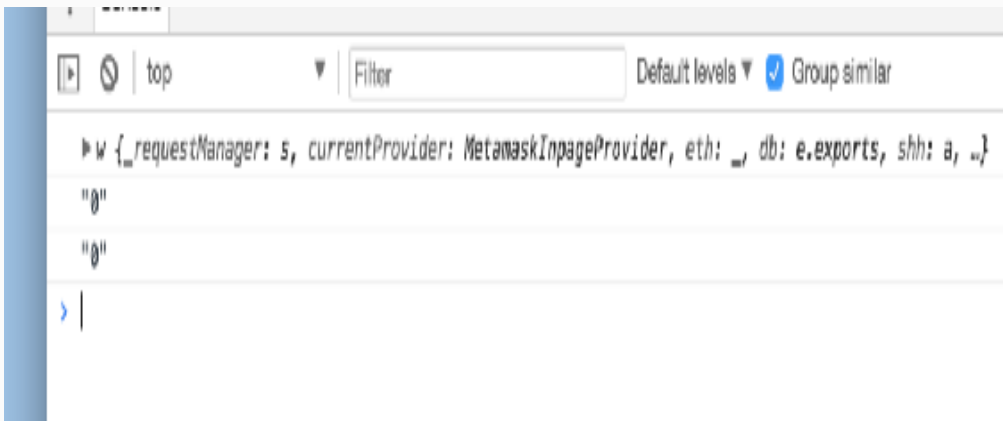 top ▼ Filter Default levels ▼ Group similar
▶ w {_requestManager: s, currentProvider: MetamaskInpageProvider, eth: _, db: e.exports, shh: a, …}
"0"
"0"
>